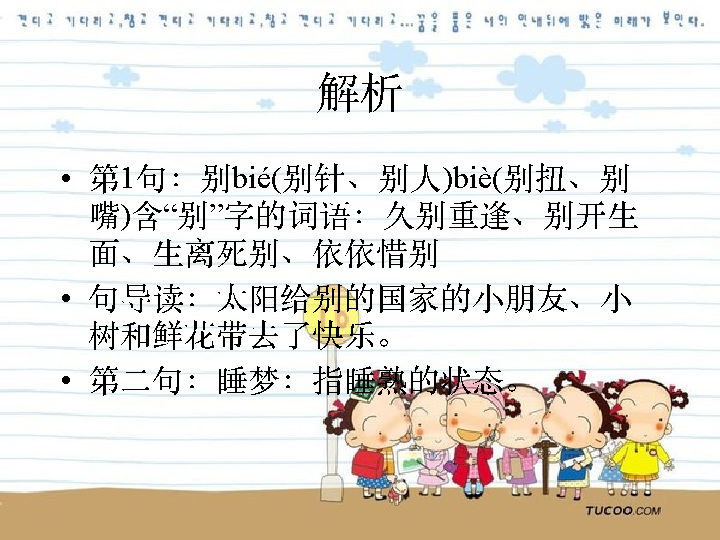 견디고 기다리고,참고 견디고 기다리고,참고 견디고 기다리고...꿈을 품은 너의 인내뒤에 밝은 미래가 보인다.
解析
• 第1句：别bié(别针、别人)biè(别扭、别
嘴)含“别”字的词语：久别重逢、别开生
面、生离死别、依依惜别
• 句导读：太阳给别的国家的小朋友、小
树和鲜花带去了快乐。
• 第二句：睡梦：指睡熟的状态。
TUCOO.COM